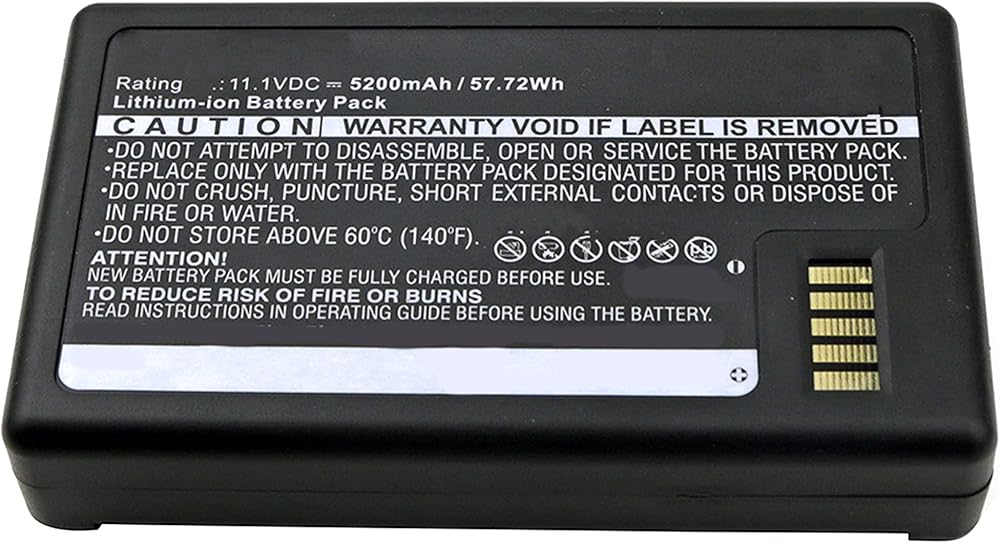 Rating .: 11.1VDC ⎓ 5200mAh / 57.72Wh
Lithium-ion Battery Pack
CAUTION WARRANTY VOID IF LABEL IS REMOVED
·DO NOT ATTEMPT TO DISASSEMBLE, OPEN OR SERVICE THE BATTERY PACK.
·REPLACE ONLY WITH THE BATTERY PACK DESIGNATED FOR THIS PRODUCT.
·DO NOT CRUSH, PUNCTURE, SHORT EXTERNAL CONTACTS OR DISPOSE OF
IN FIRE OR WATER.
·DO NOT STORE ABOVE 60°C (140°F).
ATTENTION!
NEW BATTERY PACK MUST BE FULLY CHARGED BEFORE USE.
TO REDUCE RISK OF FIRE OR BURNS
READ INSTRUCTIONS IN OPERATING GUIDE BEFORE USING THE BATTERY.